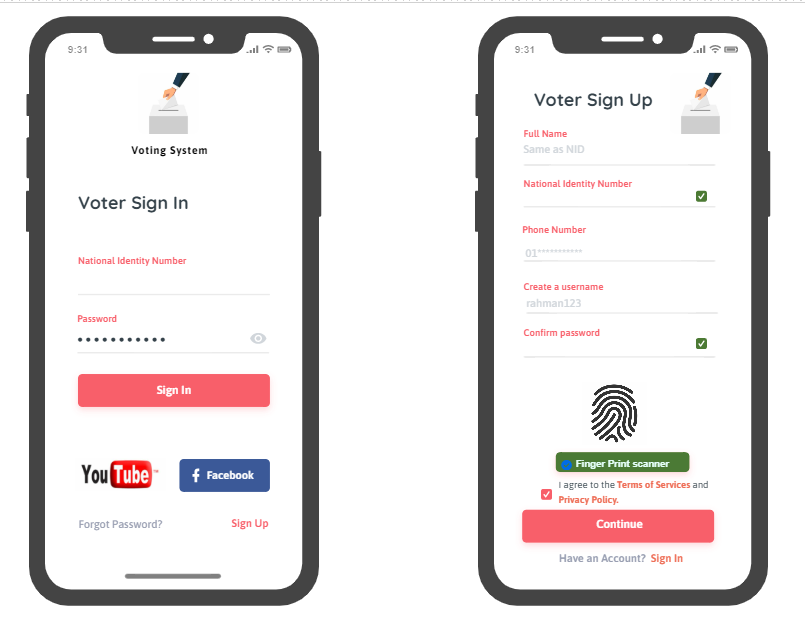 9:31
Voting System
Voter Sign In
National Identity Number
Password
Sign In
YouTube™
f Facebook
Forgot Password?
Sign Up
9:31
Voter Sign Up
Full Name
Same as NID
National Identity Number
Phone Number
01***********
Create a username
rahman123
Confirm password
Finger Print scanner
I agree to the Terms of Services and
Privacy Policy.
Continue
Have an Account? Sign In